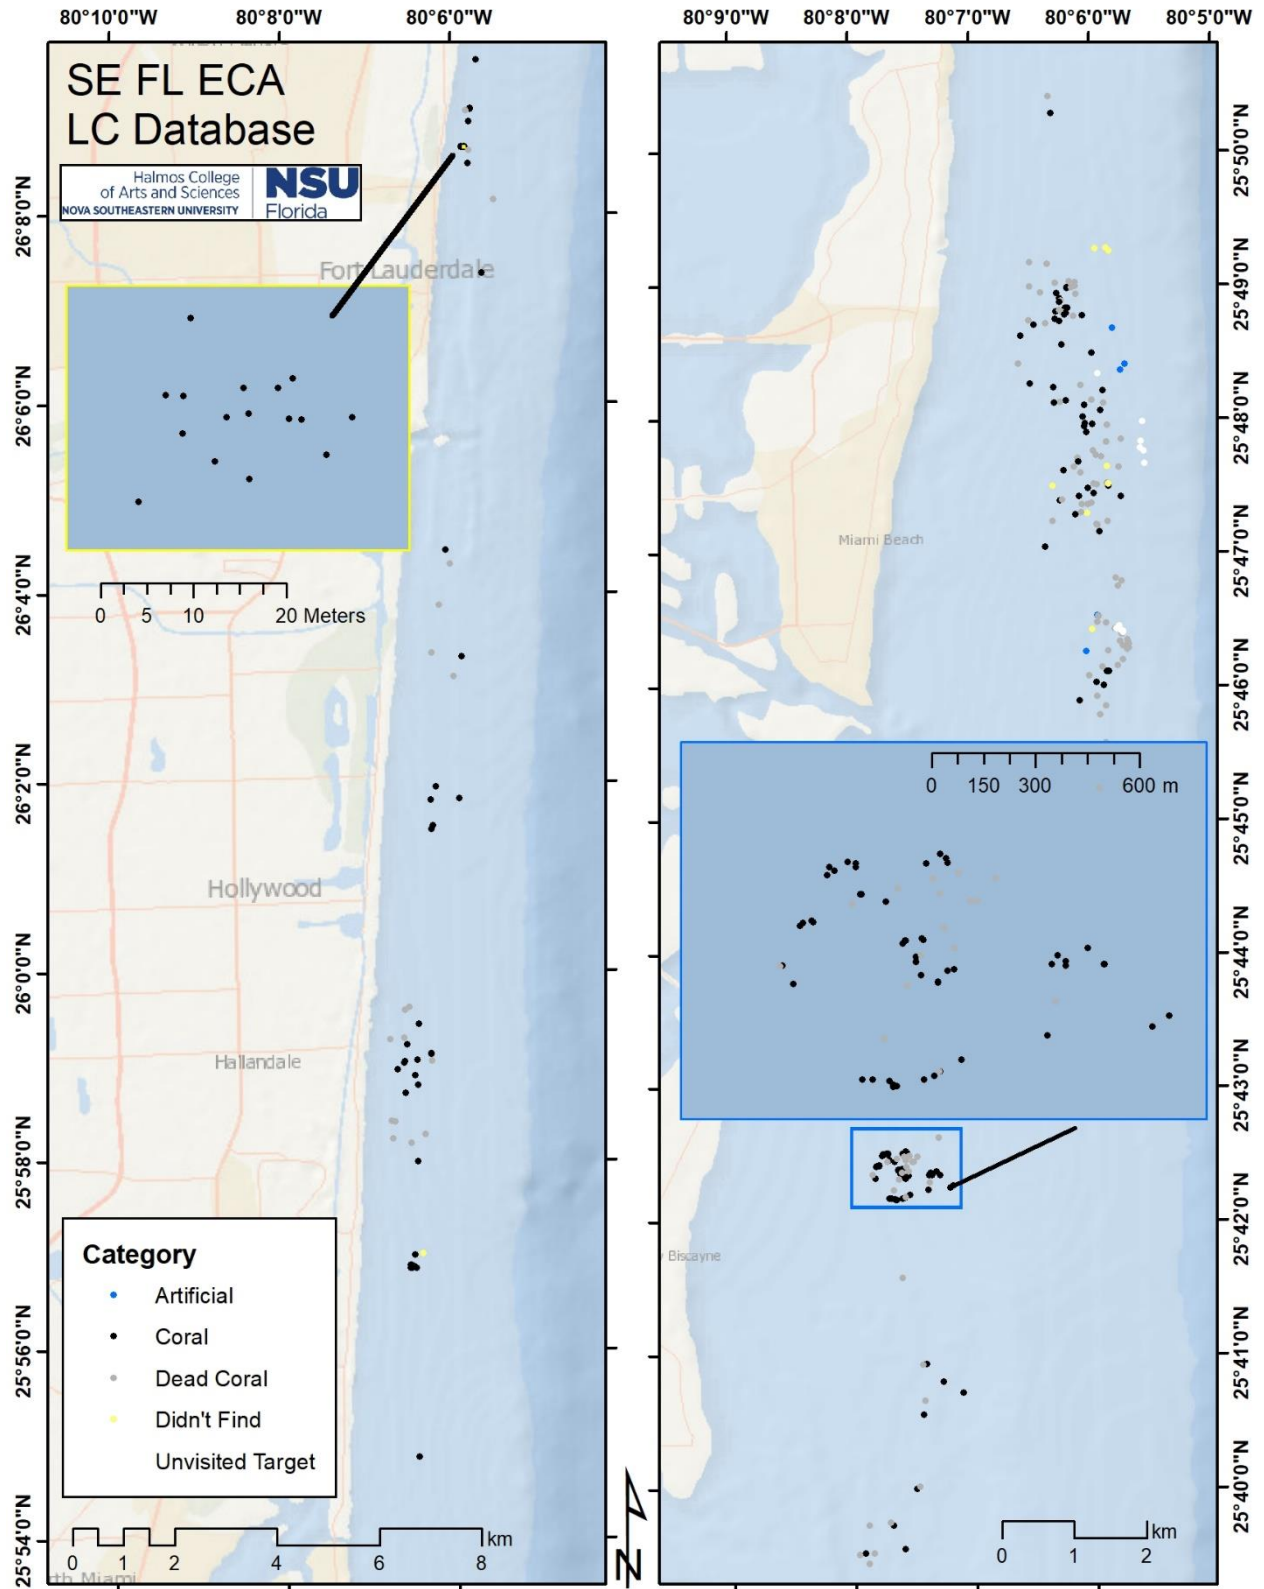 80°10'0"W 80°8'0"W 80°6'0"W
80°9'0"W 80°8'0"W 80°7'0"W 80°6'0"W 80°5'0"W
SE FL ECA
LC Database
Halmos College
of Arts and Sciences
NOVA SOUTHEASTERN UNIVERSITY
NSU
Florida
26°8'0"N
26°6'0"N
26°4'0"N
26°2'0"N
26°0'0"N
25°58'0"N
25°56'0"N
25°54'0"N
Fort Lauderdale
0 5 10 20 Meters
Hollywood
Hallandale
Category
Artificial
Coral
Dead Coral
Didn't Find
Unvisited Target
0 1 2 4 6 8 km
rth Miami
N
Miami Beach
0 150 300 600 m
Biscayne
0 1 2 km
25°50'0"N
25°49'0"N
25°48'0"N
25°47'0"N
25°46'0"N
25°45'0"N
25°44'0"N
25°43'0"N
25°42'0"N
25°41'0"N
25°40'0"N